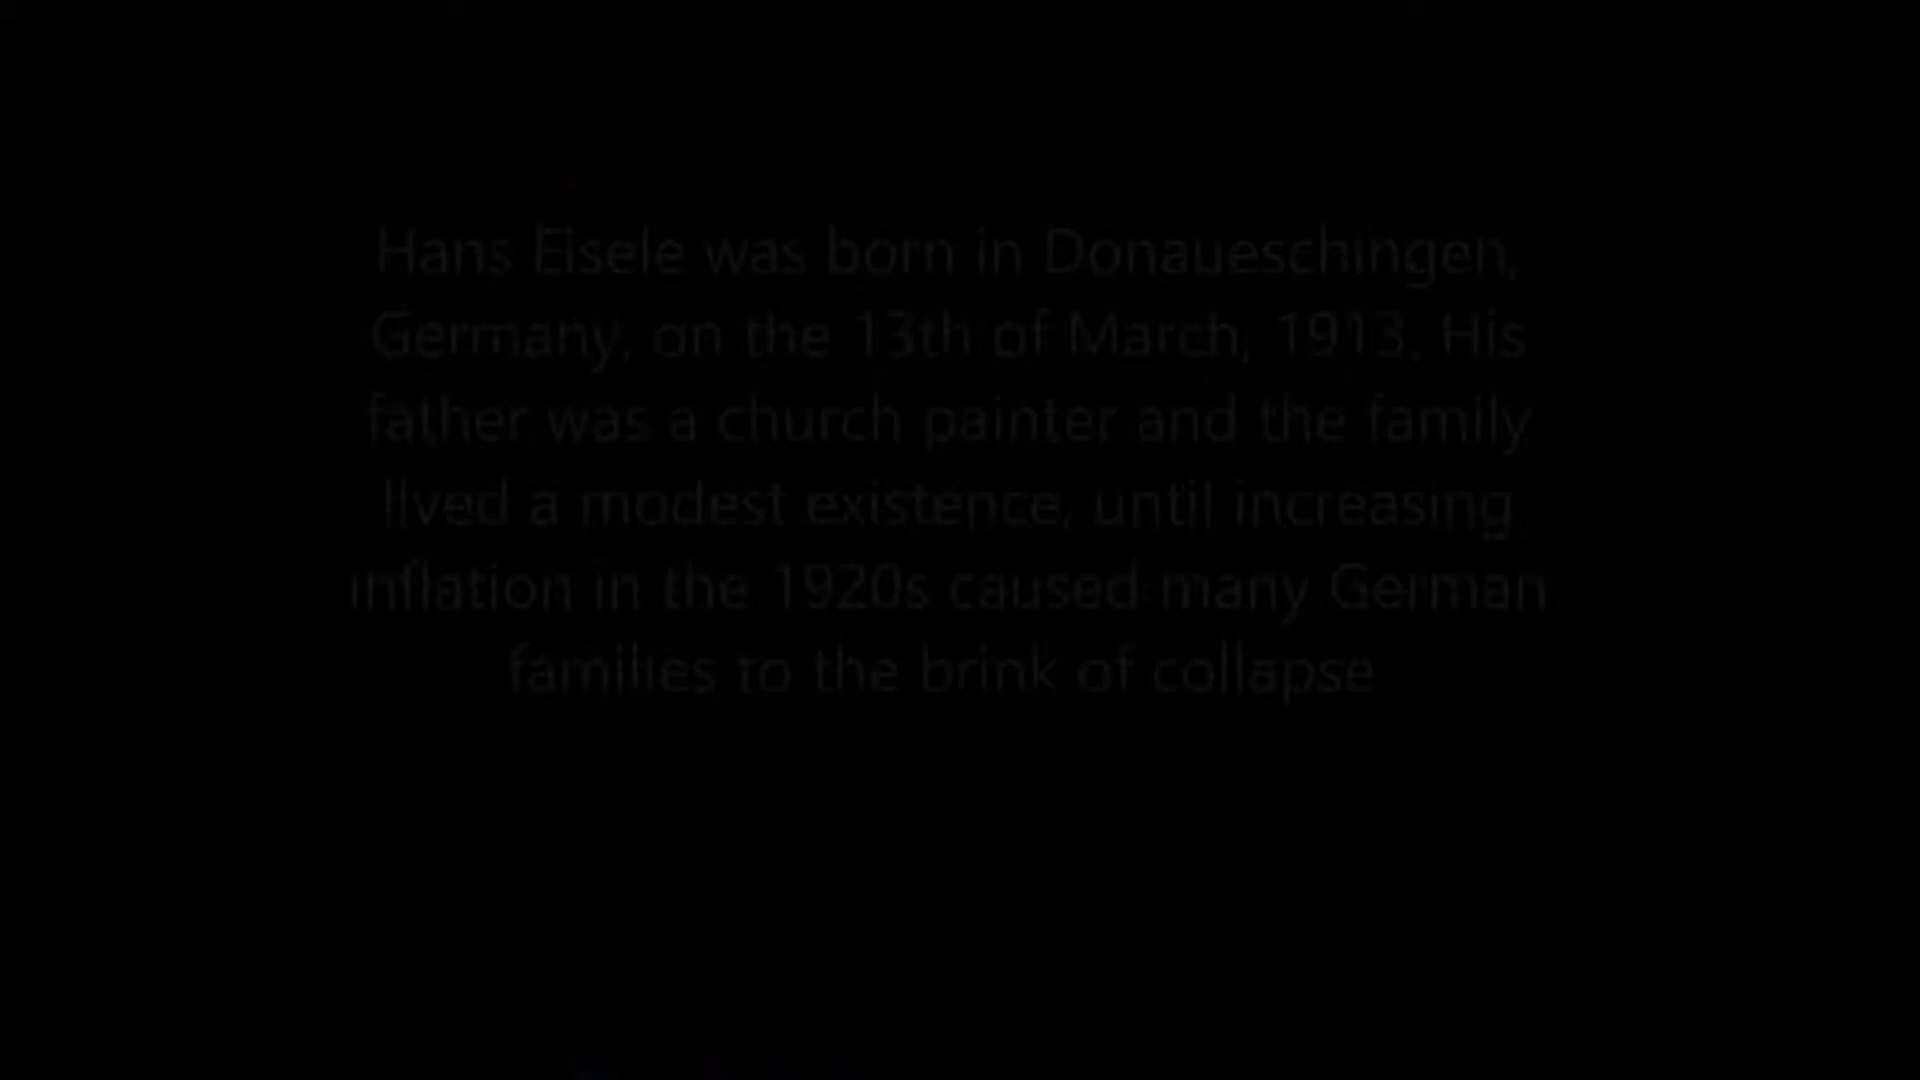 Hans Eisele was born in Donaueschingen,
Germany, on the 13th of March, 1913. His
father was a church painter and the family
lived a modest existence, until increasing
inflation in the 1920s caused many German
families to the brink of collapse